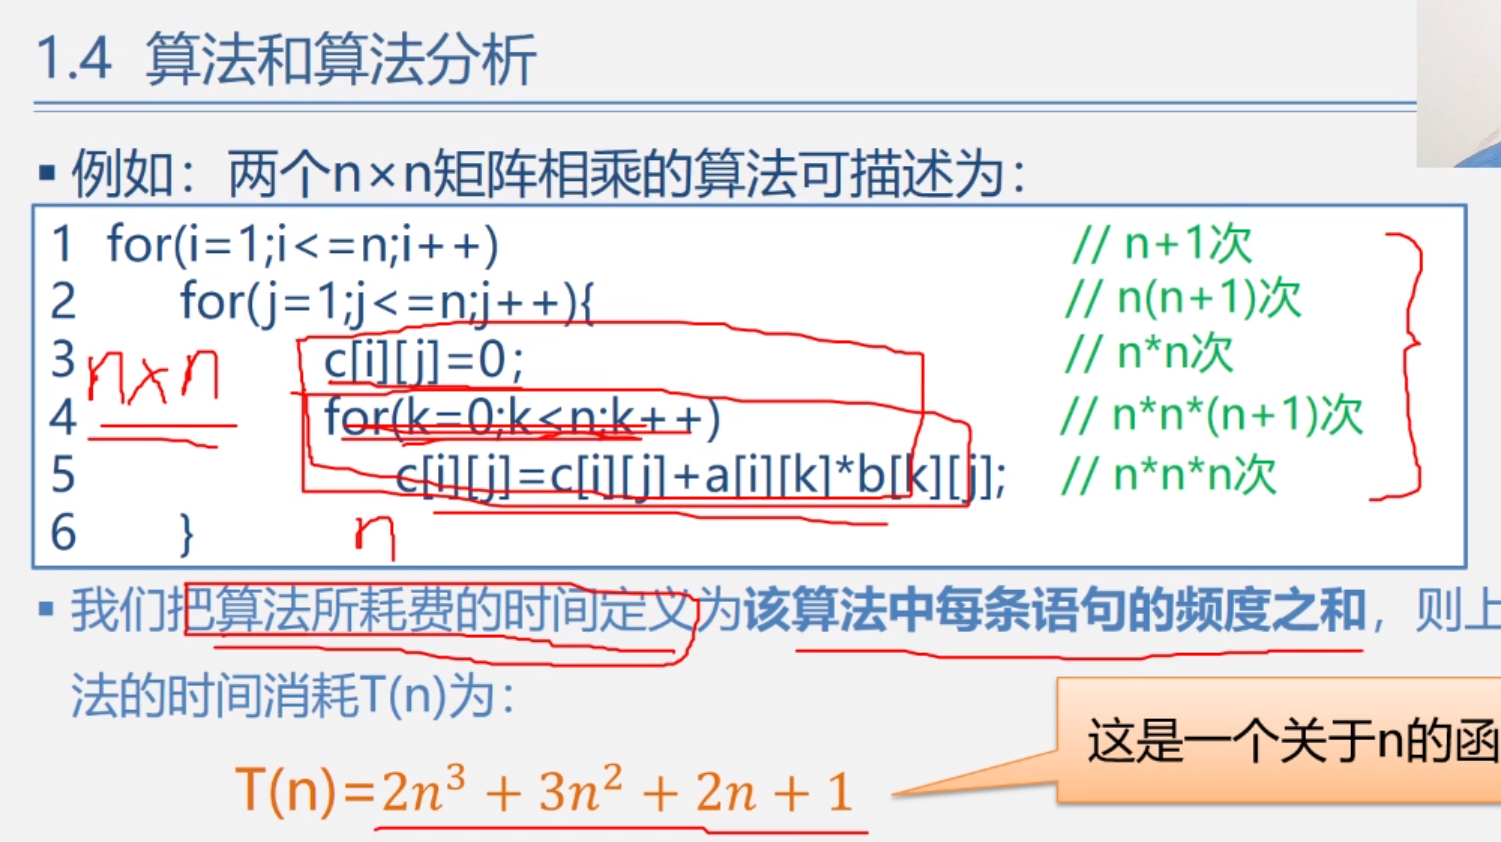 1.4 算法和算法分析
▪ 例如：两个n×n矩阵相乘的算法可描述为：
1 for(i=1;i<=n;i++) // n+1次
2 for(j=1;j<=n;j++){ // n(n+1)次
3 c[i][j]=0; // n*n次
n×n
4 for(k=0;k<n;k++) // n*n*(n+1)次
5 c[i][j]=c[i][j]+a[i][k]*b[k][j]; // n*n*n次
6 }
n
▪ 我们把算法所耗费的时间定义为该算法中每条语句的频度之和，则上
法的时间消耗T(n)为：
这是一个关于n的函
T(n)=2n³ + 3n² + 2n + 1